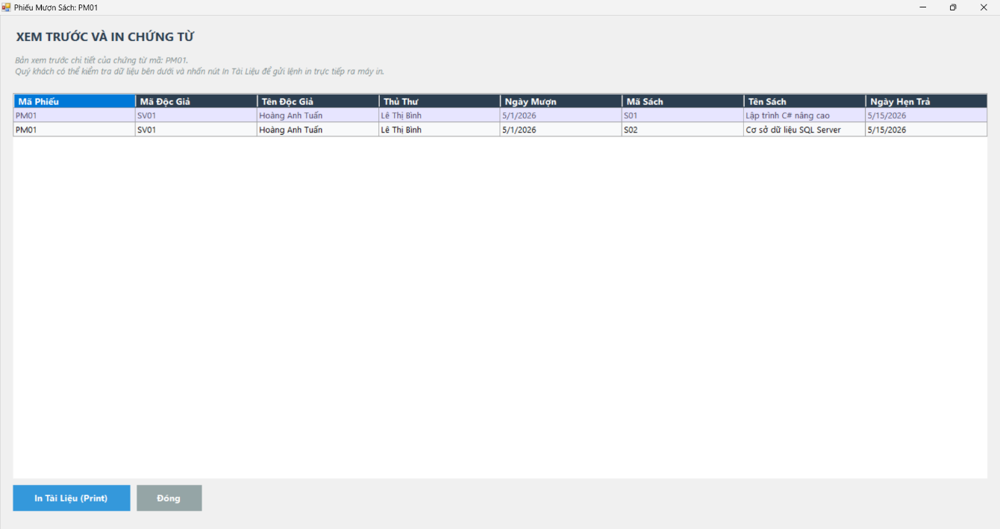 Phiếu Mượn Sách: PM01
XEM TRƯỚC VÀ IN CHỨNG TỪ
Bản xem trước chi tiết của chứng từ mã: PM01.
Quý khách có thể kiểm tra dữ liệu bên dưới và nhấn nút In Tài Liệu để gửi lệnh in trực tiếp ra máy in.
Mã Phiếu Mã Độc Giả Tên Độc Giả Thủ Thư Ngày Mượn Mã Sách Tên Sách Ngày Hẹn Trả
PM01 SV01 Hoàng Anh Tuấn Lê Thị Bình 5/1/2026 S01 Lập trình C# nâng cao 5/15/2026
PM01 SV01 Hoàng Anh Tuấn Lê Thị Bình 5/1/2026 S02 Cơ sở dữ liệu SQL Server 5/15/2026
In Tài Liệu (Print) Đóng